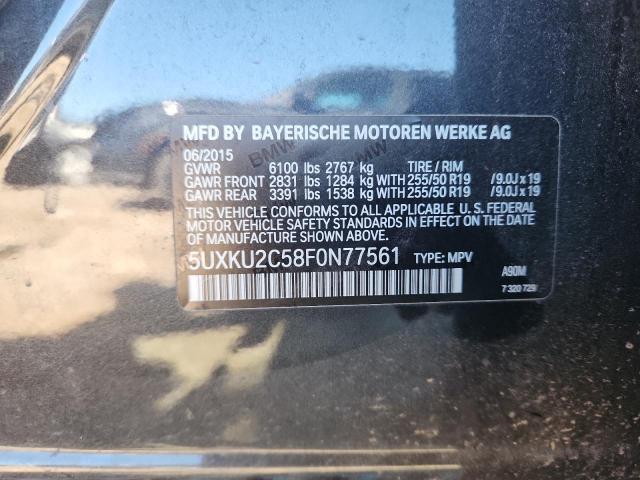 MFD BY BAYERISCHE MOTOREN WERKE AG
06/2015
GVWR 6100 lbs 2767 kg TIRE / RIM
GAWR FRONT 2831 lbs 1284 kg WITH 255/50 R19 /9.0J x 19
GAWR REAR 3391 lbs 1538 kg WITH 255/50 R19 /9.0J x 19
THIS VEHICLE CONFORMS TO ALL APPLICABLE U. S. FEDERAL
MOTOR VEHICLE SAFETY STANDARDS IN EFFECT ON THE DATE OF
MANUFACTURE SHOWN ABOVE.
5UXKU2C58F0N77561 TYPE: MPV
A90M
7 320 729